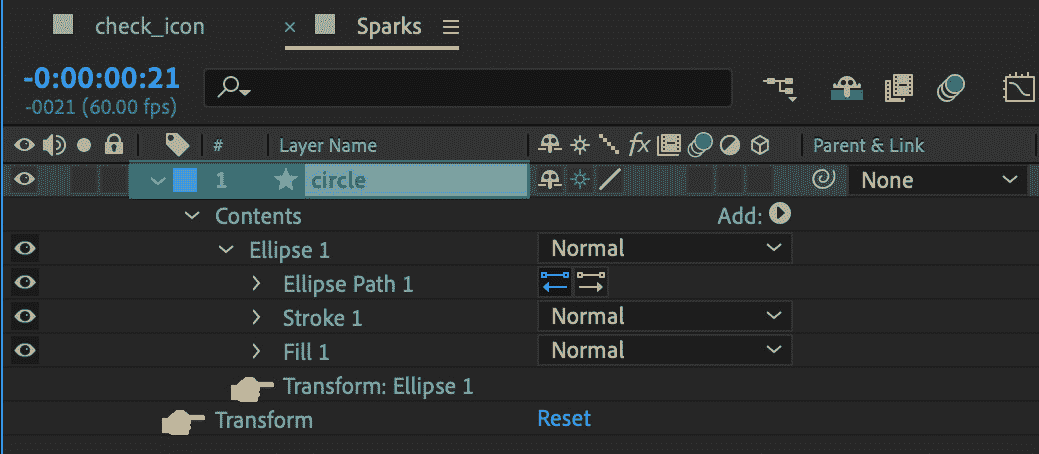 check_icon × Sparks
-0:00:00:21
-0021 (60.00 fps)
# Layer Name fx Parent & Link
1 circle None
Contents Add:
Ellipse 1 Normal
Ellipse Path 1
Stroke 1 Normal
Fill 1 Normal
Transform: Ellipse 1
Transform Reset